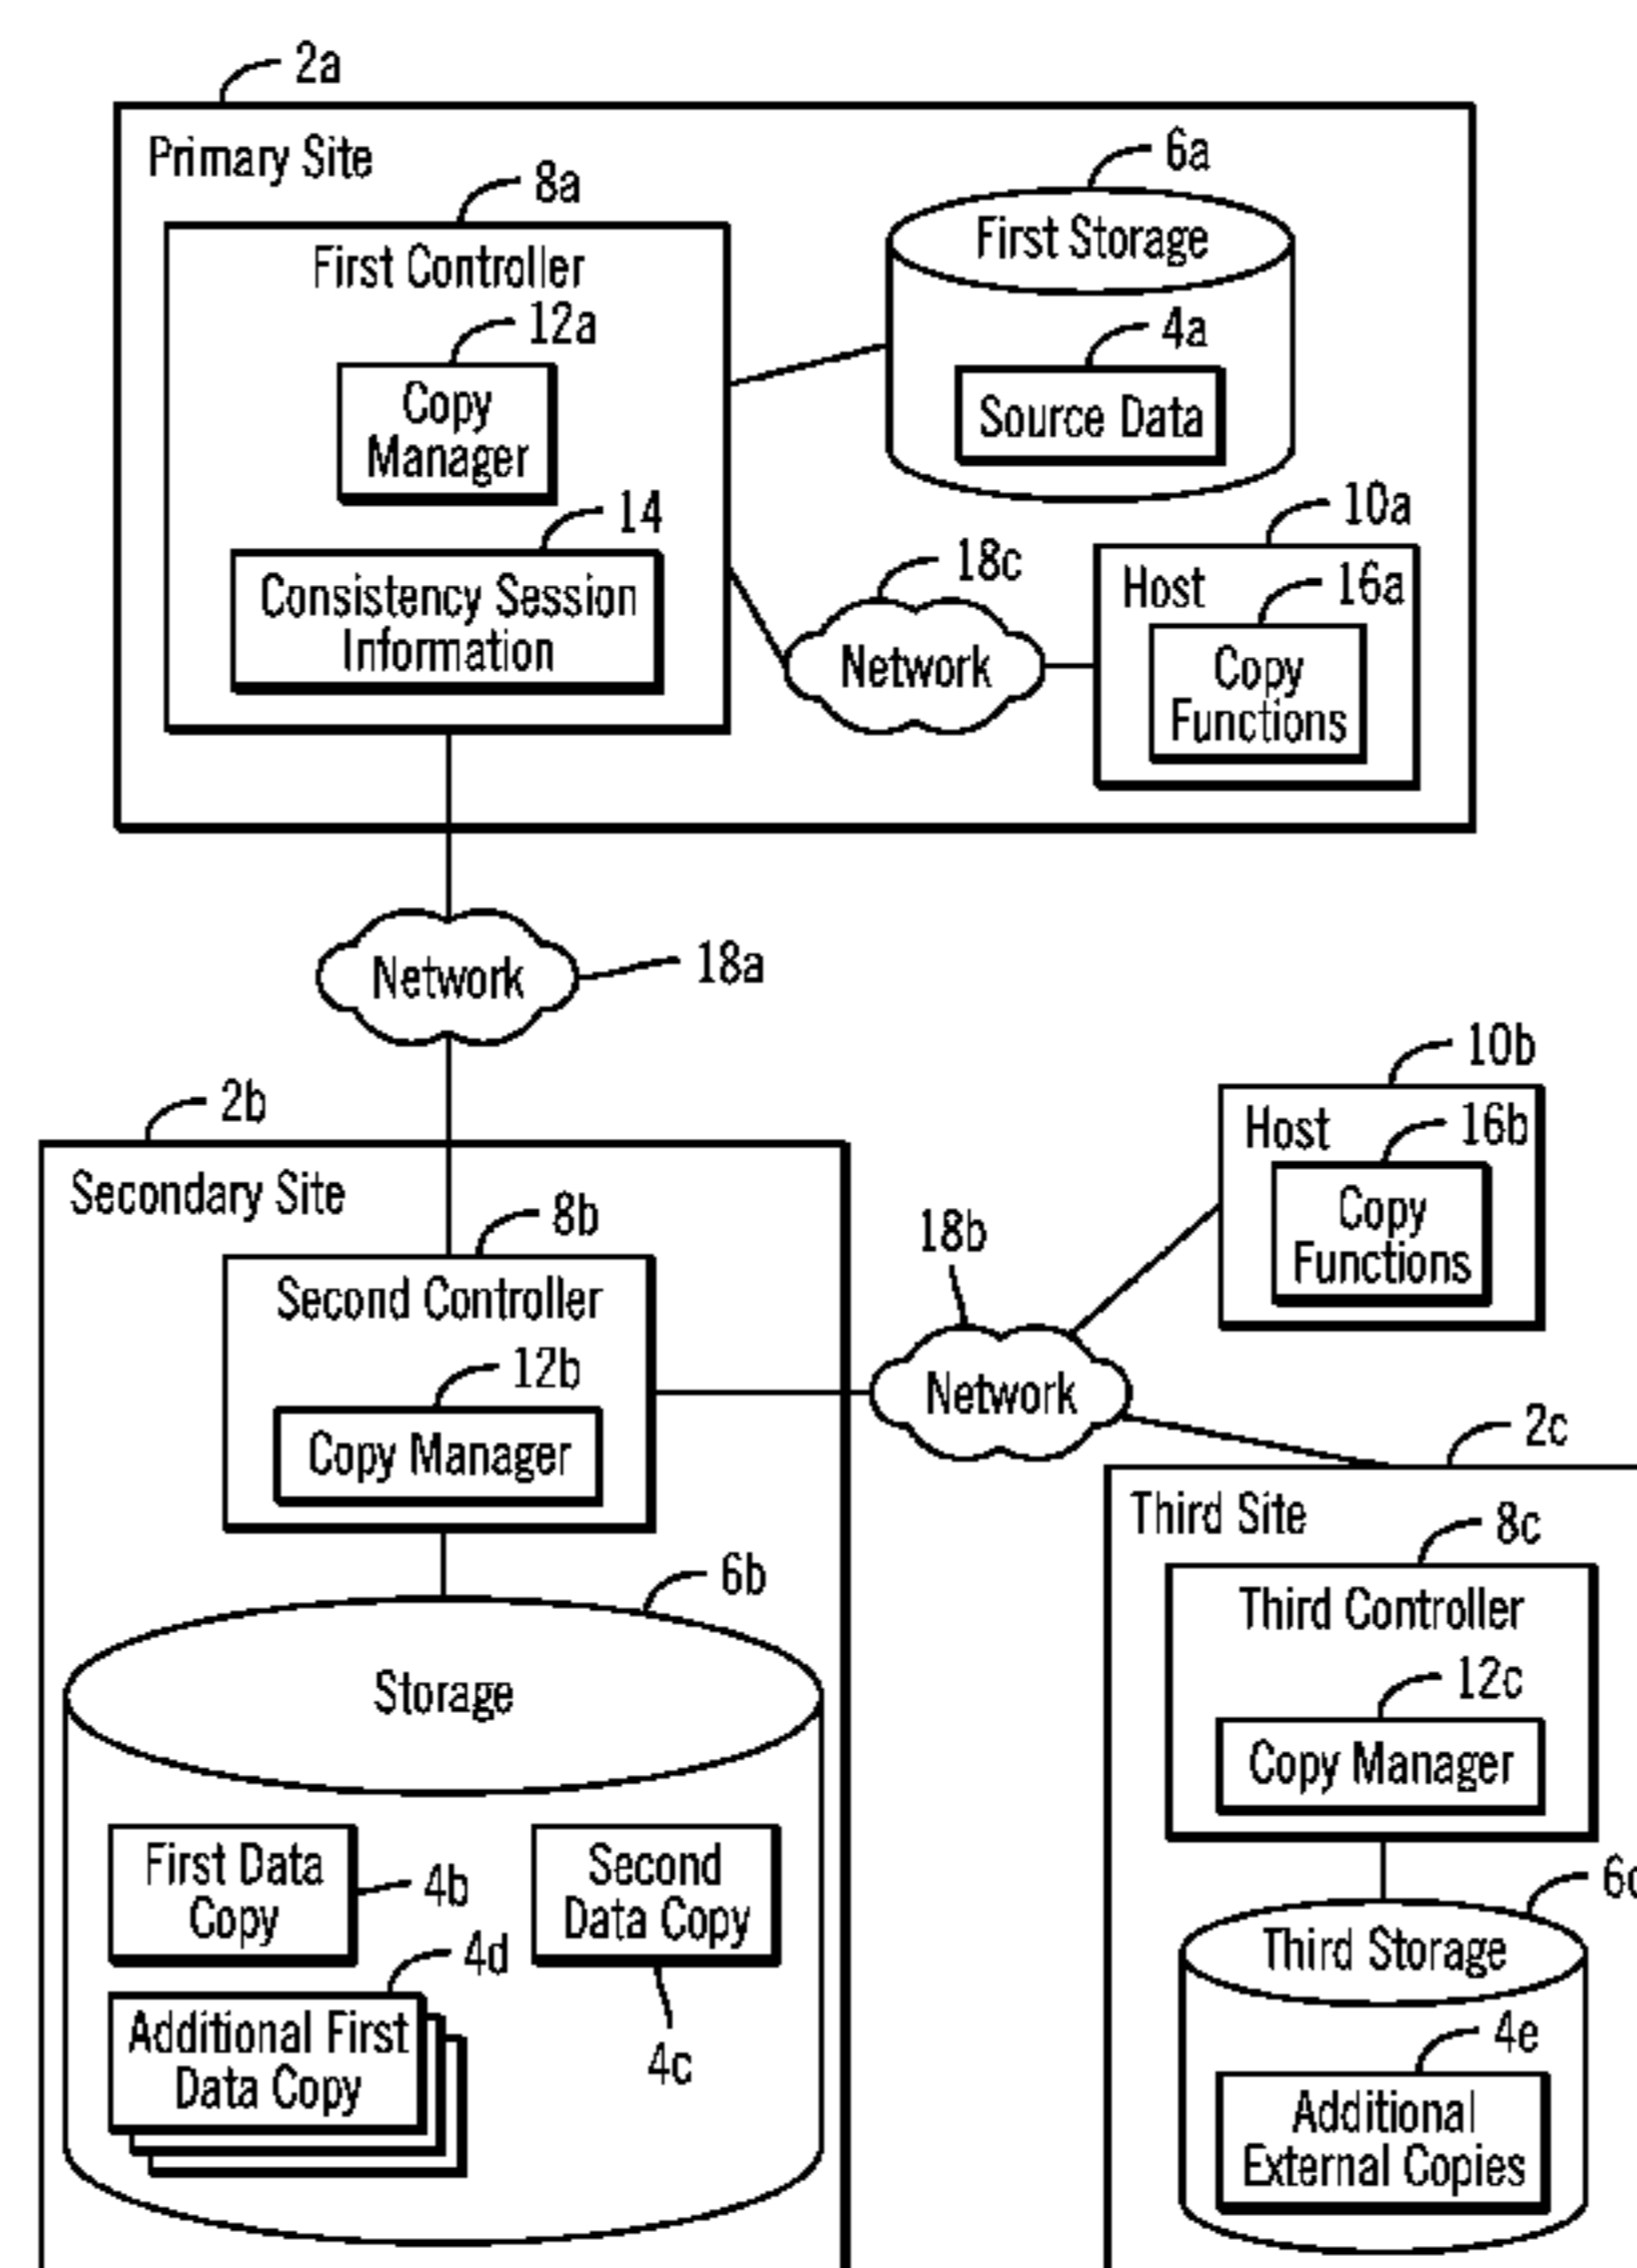 2a
Primary Site
8a
First Controller
12a
Copy
Manager
14
Consistency Session
Information
6a
First Storage
4a
Source Data
18c
Network
10a
Host
16a
Copy
Functions
Network
18a
2b
Secondary Site
8b
Second Controller
12b
Copy Manager
18b
Network
10b
Host
16b
Copy
Functions
6b
Storage
First Data
Copy
4b
Second
Data Copy
4c
4d
Additional First
Data Copy
2c
Third Site
8c
Third Controller
12c
Copy Manager
6c
Third Storage
4e
Additional
External Copies